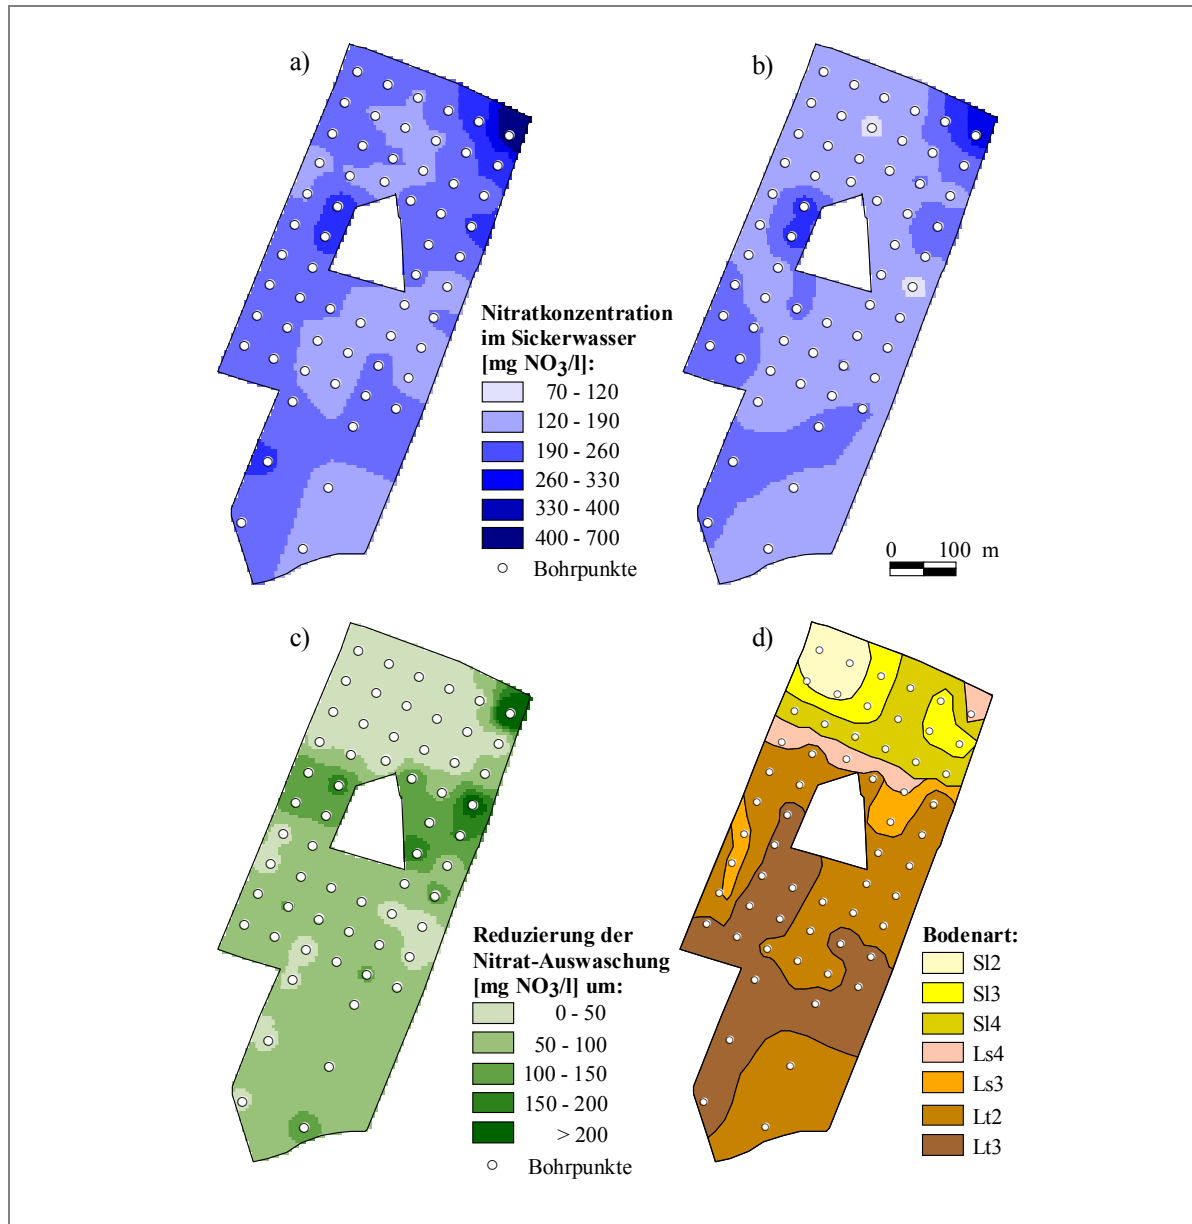 a)
b)
Nitratkonzentration
im Sickerwasser
[mg NO3/l]:
70 - 120
120 - 190
190 - 260
260 - 330
330 - 400
400 - 700
Bohrpunkte
0 100 m
c)
d)
Reduzierung der
Nitrat-Auswaschung
[mg NO3/l] um:
0 - 50
50 - 100
100 - 150
150 - 200
> 200
Bohrpunkte
Bodenart:
Sl2
Sl3
Sl4
Ls4
Ls3
Lt2
Lt3